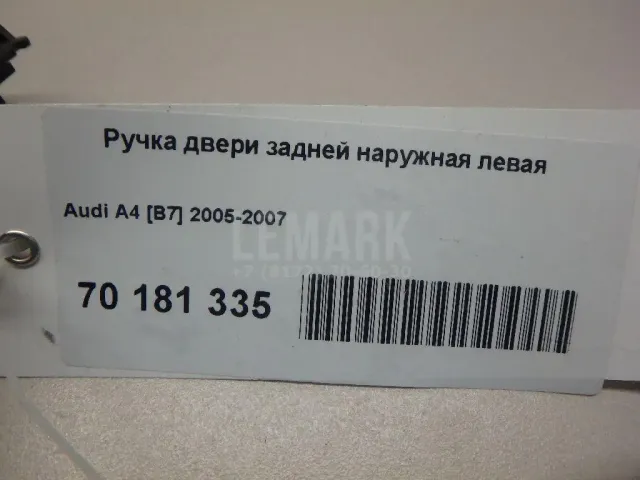 Ручка двери задней наружная левая
Audi A4 [B7] 2005-2007
LEMARK
70 181 335